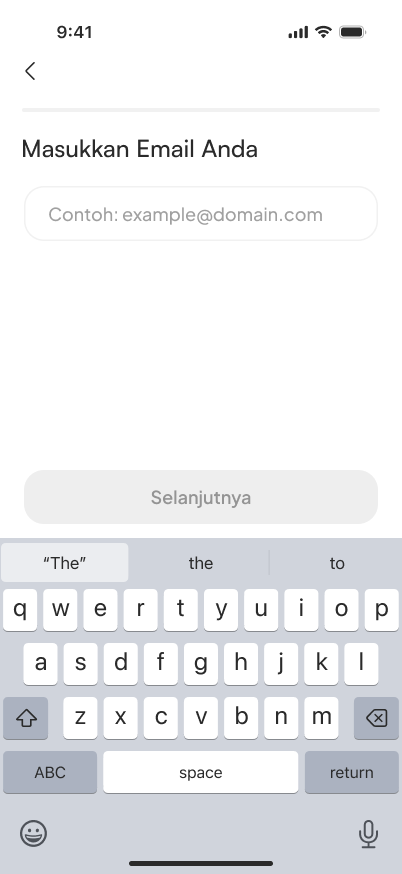 9:41
Masukkan Email Anda
Contoh: example@domain.com
Selanjutnya
“The” the to
q w e r t y u i o p
a s d f g h j k l
z x c v b n m
ABC space return